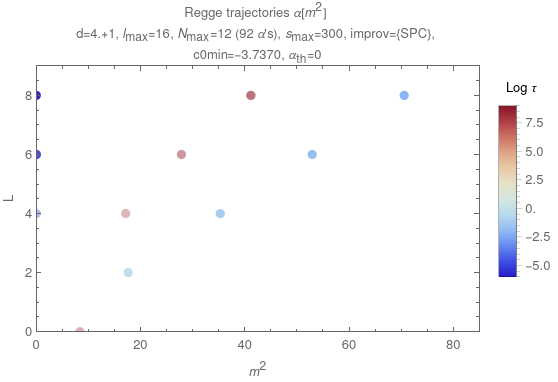 Regge trajectories α[m²]
d=4.+1, lmax=16, Nmax=12 (92 α's), smax=300, improv={SPC},
c0min=−3.7370, αth=0
Log τ
8
6
4
2
0
L
7.5
5.0
2.5
0.
−2.5
−5.0
0 20 40 60 80
m²